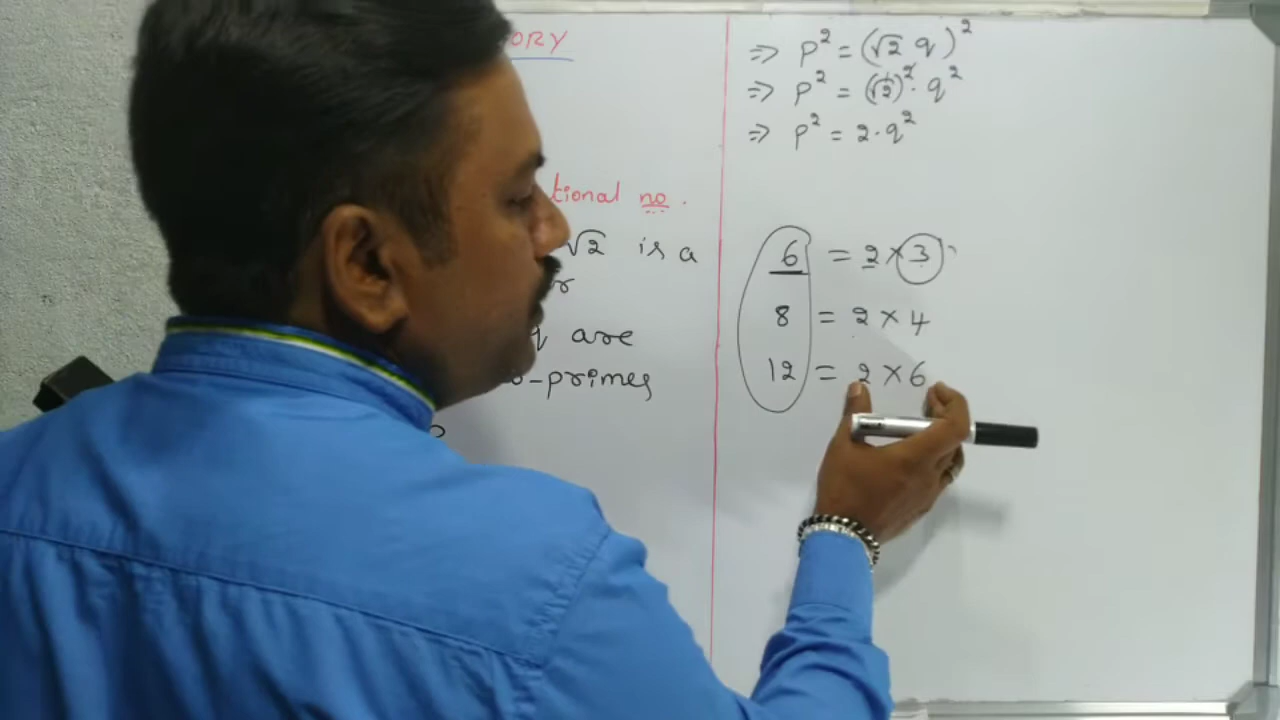 ORY
tional no.
√2 is a
r
q are
o-primes
⇒ p² = (√2 q)²
⇒ p² = (√2)² · q²
⇒ p² = 2·q²
6 = 2 × 3
8 = 2 × 4
12 = 2 × 6